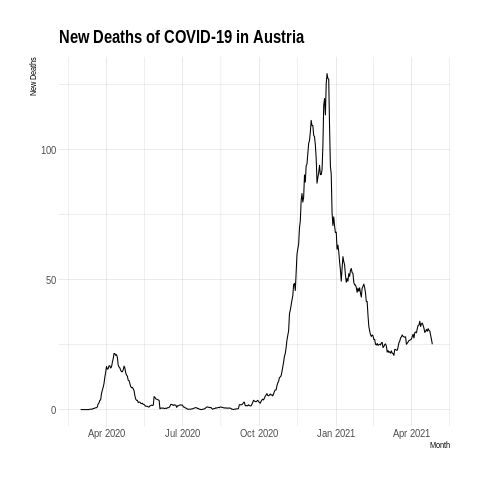 New Deaths of COVID-19 in Austria
New Deaths
100
50
0
Apr 2020 Jul 2020 Oct 2020 Jan 2021 Apr 2021
Month